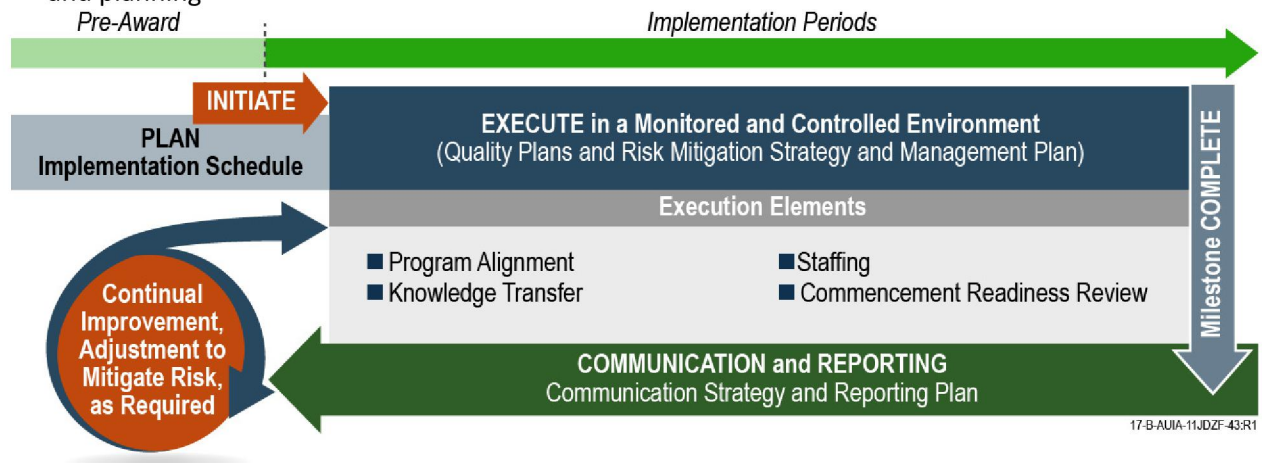 and planning
Pre-Award
Implementation Periods
INITIATE
PLAN
Implementation Schedule
EXECUTE in a Monitored and Controlled Environment
(Quality Plans and Risk Mitigation Strategy and Management Plan)
Execution Elements
■ Program Alignment
■ Knowledge Transfer
■ Staffing
■ Commencement Readiness Review
Milestone COMPLETE
Continual
Improvement,
Adjustment to
Mitigate Risk,
as Required
COMMUNICATION and REPORTING
Communication Strategy and Reporting Plan
17-B-AUIA-11JDZF-43:R1